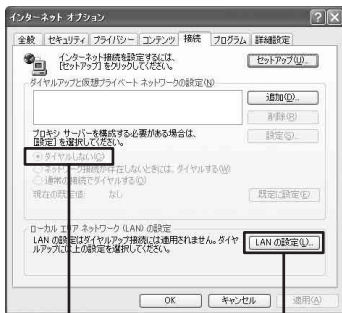 インターネット オプション
全般 セキュリティ プライバシー コンテンツ 接続 プログラム 詳細設定
インターネット接続を設定するには、
[セットアップ] をクリックしてください。
セットアップ(U)...
ダイヤルアップと仮想プライベート ネットワークの設定(N)
追加(D)...
削除(R)
プロキシ サーバーを構成する必要がある場合は、
[設定] を選択してください。
設定(S)...
ダイヤルしない(C)
ネットワーク接続が存在しないときには、ダイヤルする(W)
通常の接続でダイヤルする(O)
現在の既定値: なし
既定に設定(E)
ローカル エリア ネットワーク (LAN) の設定
LAN の設定はダイヤルアップ接続には適用されません。ダイヤ
ルアップには上の設定を選択してください。
LAN の設定(L)...
OK キャンセル 適用(A)